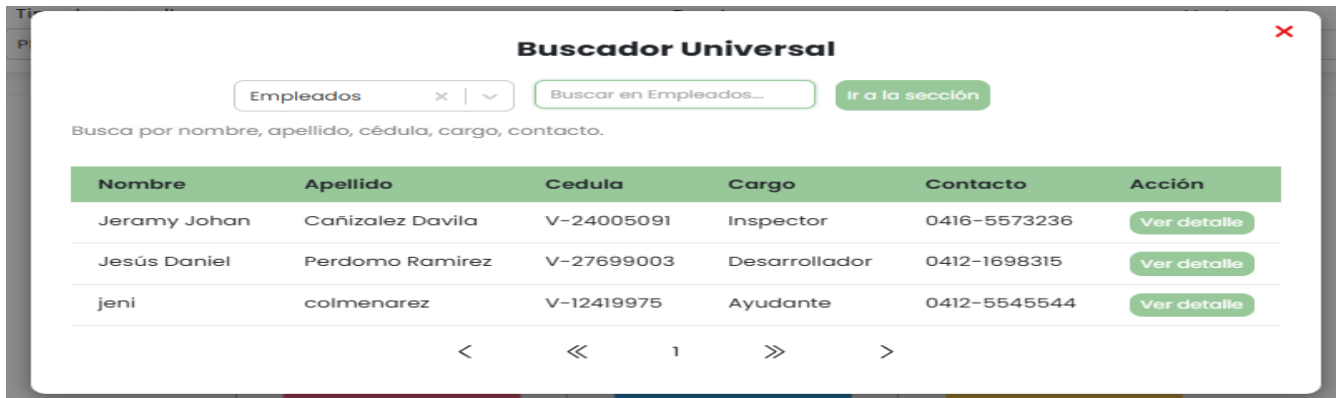 Buscador Universal
Empleados
Buscar en Empleados...
Ir a la sección
Busca por nombre, apellido, cédula, cargo, contacto.
Nombre Apellido Cedula Cargo Contacto Acción
Jeramy Johan Cañizalez Davila V-24005091 Inspector 0416-5573236 Ver detalle
Jesús Daniel Perdomo Ramirez V-27699003 Desarrollador 0412-1698315 Ver detalle
jeni colmenarez V-12419975 Ayudante 0412-5545544 Ver detalle
1